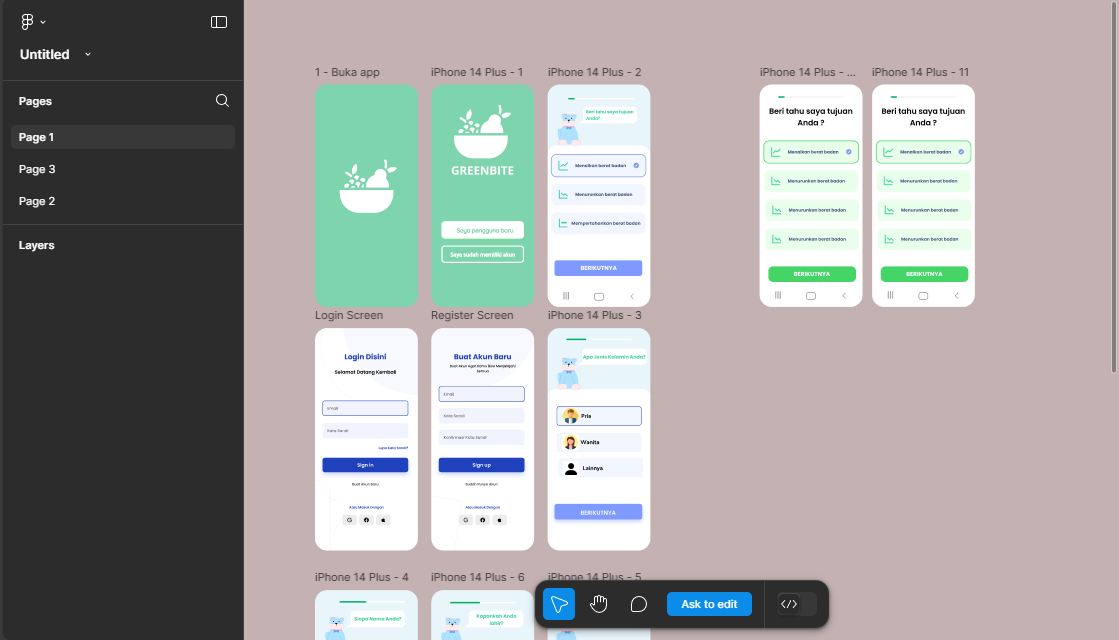 Untitled
Pages
Page 1
Page 3
Page 2
Layers
1 - Buka app
iPhone 14 Plus - 1
iPhone 14 Plus - 2
iPhone 14 Plus - ...
iPhone 14 Plus - 11
GREENBITE
Saya pengguna baru
Saya sudah memiliki akun
Beri tahu saya tujuan
Anda?
Menaikan berat badan
Menurunkan berat badan
Mempertahankan berat badan
BERIKUTNYA
Beri tahu saya tujuan
Anda ?
Menaikan berat badan
Menurunkan berat badan
Menurunkan berat badan
Menurunkan berat badan
BERIKUTNYA
Beri tahu saya tujuan
Anda ?
Menaikan berat badan
Menurunkan berat badan
Menurunkan berat badan
Menurunkan berat badan
BERIKUTNYA
Login Screen
Register Screen
iPhone 14 Plus - 3
Login Disini
Selamat Datang Kembali
Email
Kata Sandi
Lupa kata Sandi?
Sign in
Buat Akun Baru
Atau Masuk Dengan
Buat Akun Baru
Buat Akun Agar Kamu Bisa Menjelajahi
Semua
Email
Kata Sandi
Konfirmasi Kata Sandi
Sign up
Sudah Punya Akun
Atau Masuk Dengan
Apa Jenis Kelamin Anda?
Pria
Wanita
Lainnya
BERIKUTNYA
iPhone 14 Plus - 4
iPhone 14 Plus - 6
iPhone 14 Plus - 5
Siapa Nama Anda?
Kapankah Anda
lahir?
Ask to edit